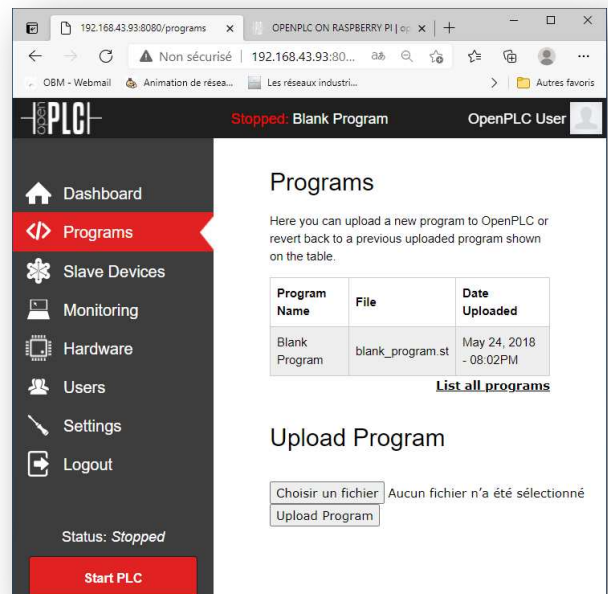 192.168.43.93:8080/programs
OPENPLC ON RASPBERRY PI | op
Non sécurisé
192.168.43.93:80...
OBM - Webmail
Animation de résea...
Les réseaux industri...
Autres favoris
open PLC
Stopped: Blank Program
OpenPLC User
Dashboard
Programs
Slave Devices
Monitoring
Hardware
Users
Settings
Logout
Status: Stopped
Start PLC
Programs
Here you can upload a new program to OpenPLC or
revert back to a previous uploaded program shown
on the table.
Program Name
File
Date Uploaded
Blank Program
blank_program.st
May 24, 2018 - 08:02PM
List all programs
Upload Program
Choisir un fichier Aucun fichier n'a été sélectionné
Upload Program